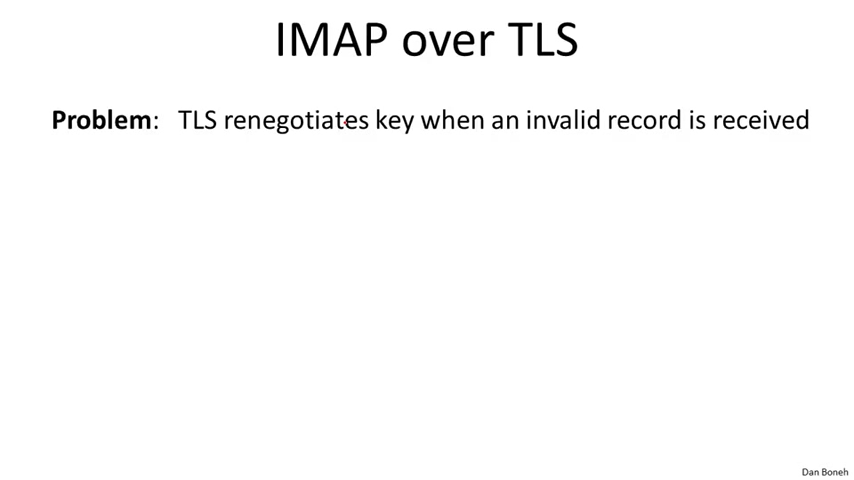 IMAP over TLS
Problem: TLS renegotiates key when an invalid record is received
Dan Boneh